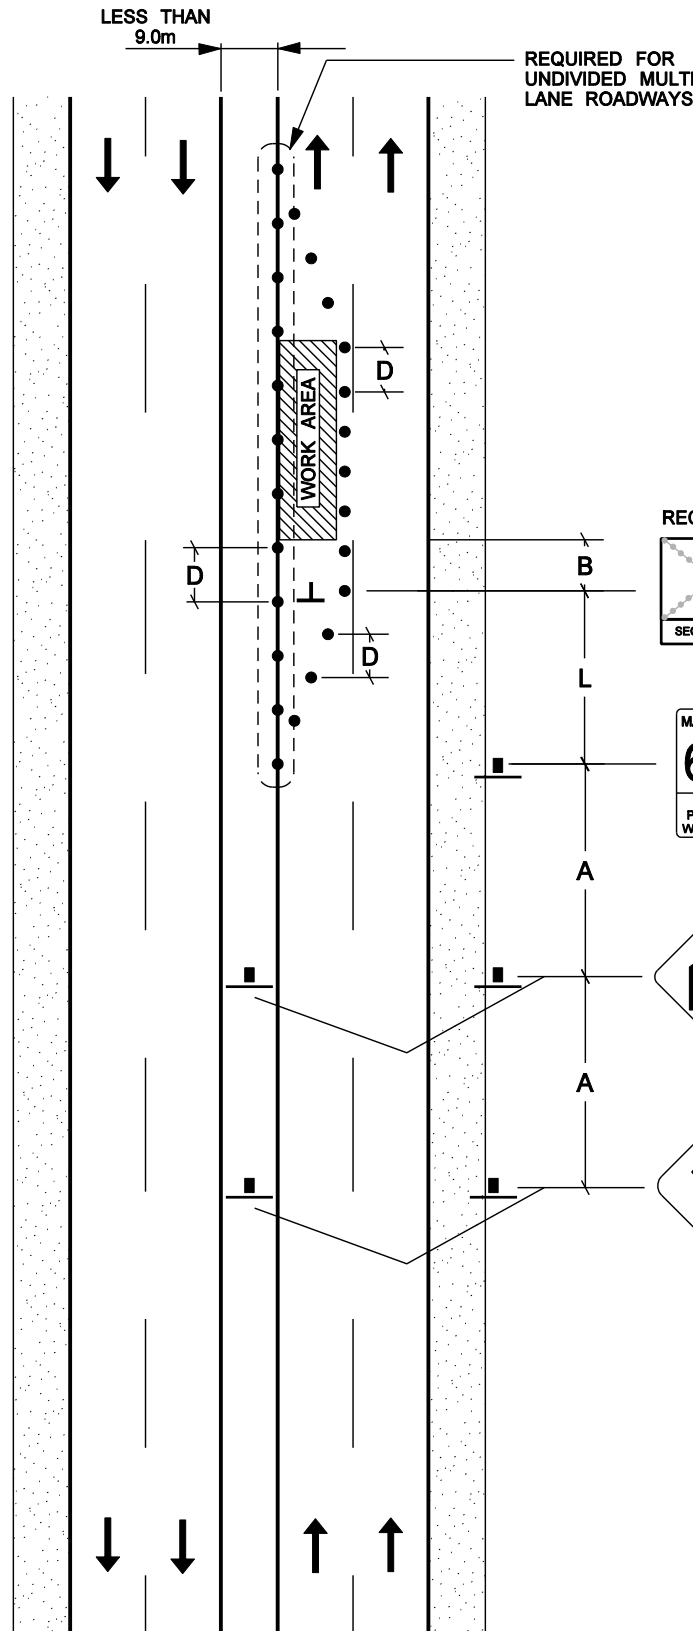 LESS THAN
9.0m
REQUIRED FOR
UNDIVIDED MULTI
LANE ROADWAYS
D
WORK AREA
D
B
D
L
A
A